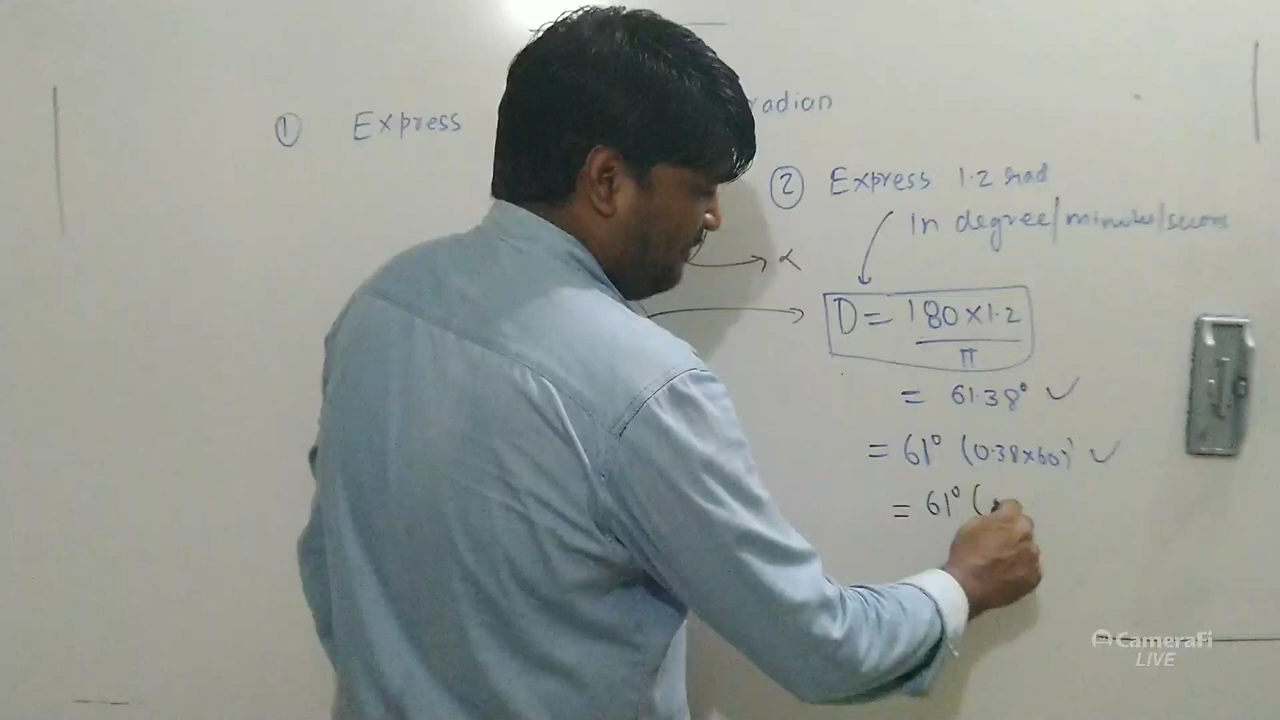 ① Express
radian
② Express 1.2 rad
In degree/minutes/secons
α
D = 180×1.2
π
= 61.38° ✓
= 61° (0.38×60)' ✓
= 61° (
CameraFi
LIVE